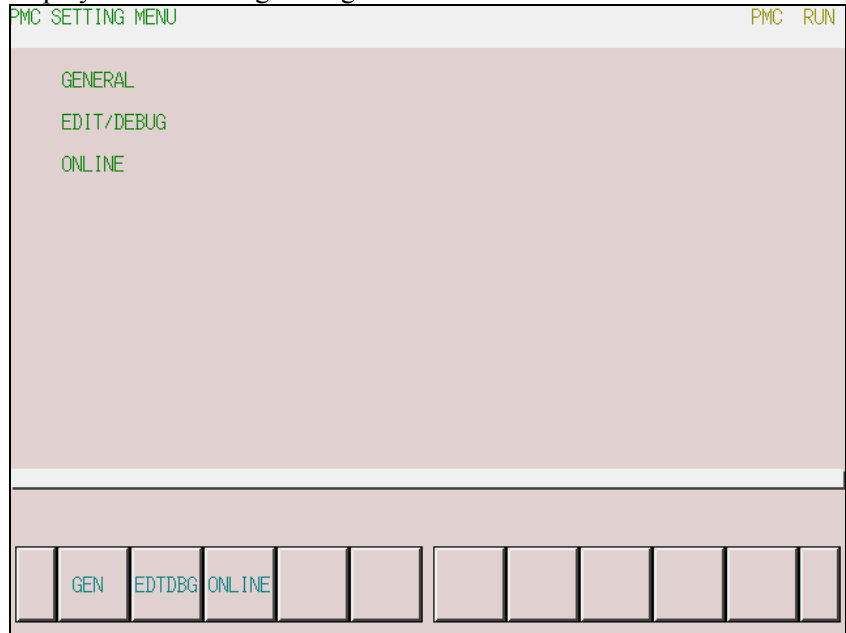 PMC SETTING MENU PMC RUN
GENERAL
EDIT/DEBUG
ONLINE
GEN EDTDBG ONLINE